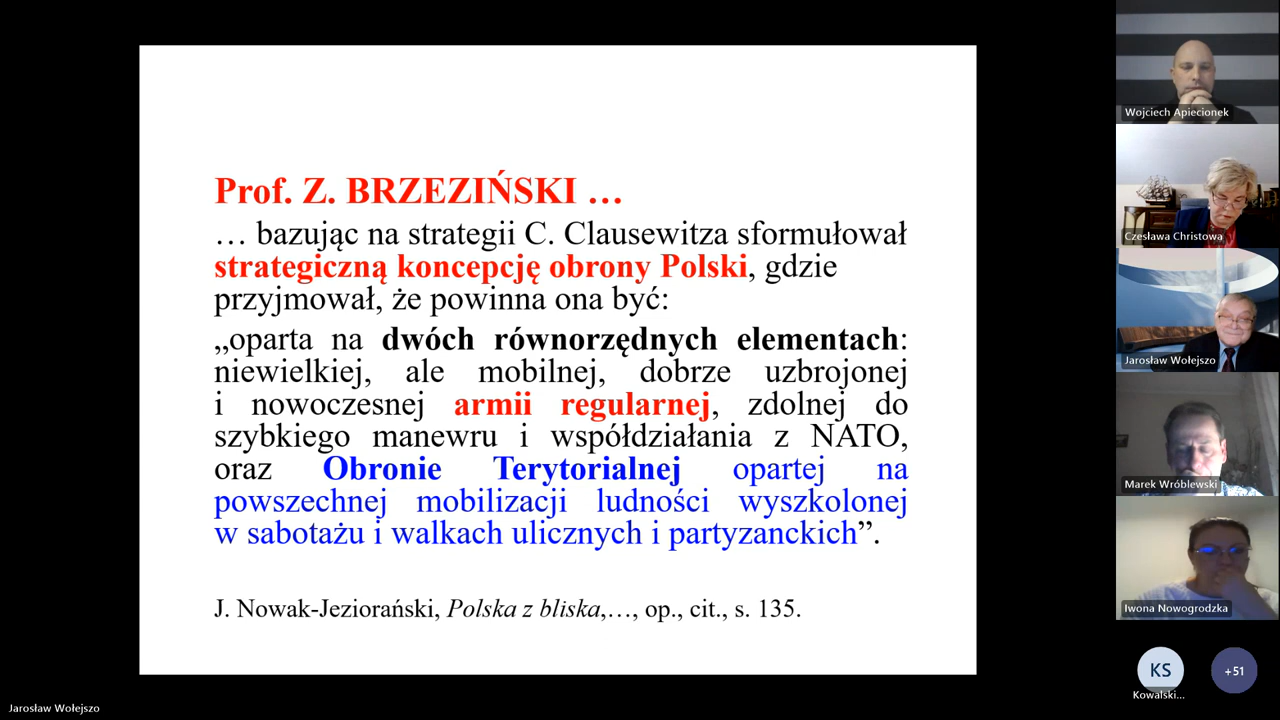 Prof. Z. BRZEZIŃSKI …
… bazując na strategii C. Clausewitza sformułował
strategiczną koncepcję obrony Polski, gdzie
przyjmował, że powinna ona być:
„oparta na dwóch równorzędnych elementach:
niewielkiej, ale mobilnej, dobrze uzbrojonej
i nowoczesnej armii regularnej, zdolnej do
szybkiego manewru i współdziałania z NATO,
oraz Obronie Terytorialnej opartej na
powszechnej mobilizacji ludności wyszkolonej
w sabotażu i walkach ulicznych i partyzanckich”.
J. Nowak-Jeziorański, Polska z bliska,…, op., cit., s. 135.
Wojciech Apiecionek
Czesława Christowa
Jarosław Wołejszo
Marek Wróblewski
Iwona Nowogrodzka
KS
+51
Kowalski...
Jarosław Wołejszo